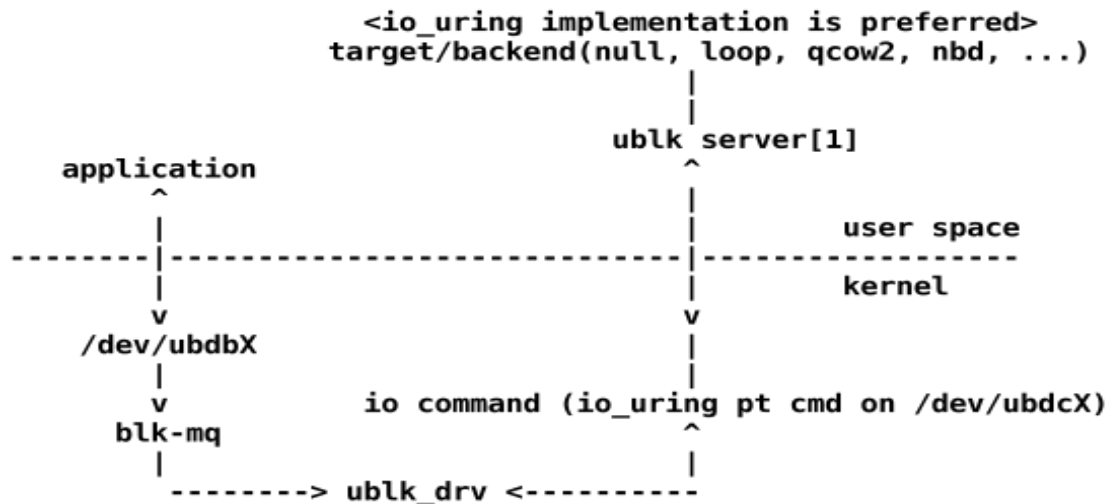 <io_uring implementation is preferred>
target/backend(null, loop, qcow2, nbd, ...)
ublk server[1]
application
user space
kernel
/dev/ubdbX
io command (io_uring pt cmd on /dev/ubdcX)
blk-mq
--------> ublk_drv <----------